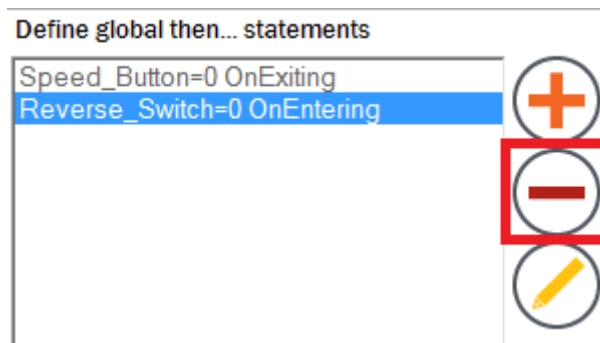 Define global then... statements
Speed_Button=0 OnExiting
Reverse_Switch=0 OnEntering